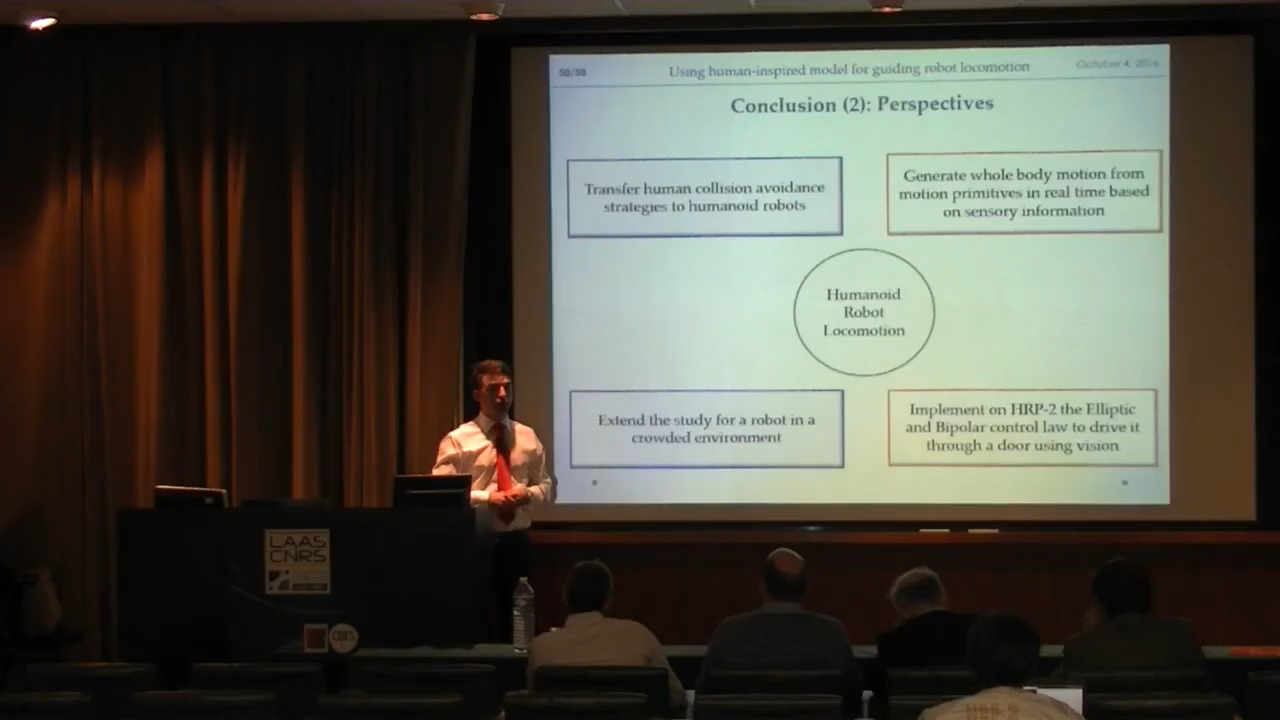 50/50
Using human-inspired model for guiding robot locomotion
Conclusion (2): Perspectives
Transfer human collision avoidance
strategies to humanoid robots
Generate whole body motion from
motion primitives in real time based
on sensory information
Humanoid
Robot
Locomotion
Extend the study for a robot in a
crowded environment
Implement on HRP-2 the Elliptic
and Bipolar control law to drive it
through a door using vision
LAAS
CNRS
CNRS